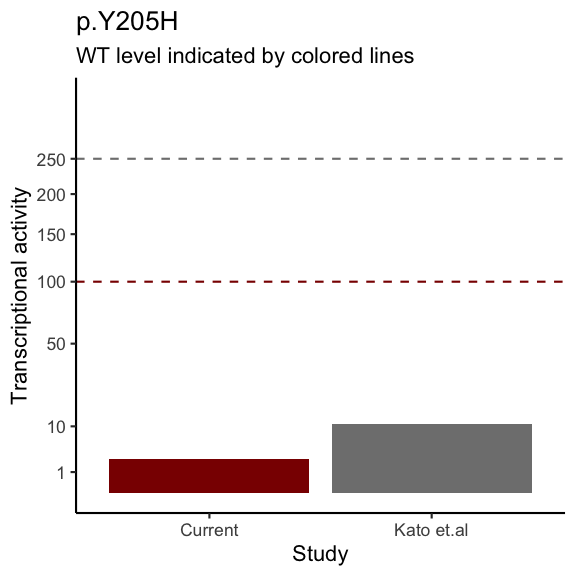 p.Y205H
WT level indicated by colored lines
Transcriptional activity
250
200
150
100
50
10
1
Current Kato et.al
Study